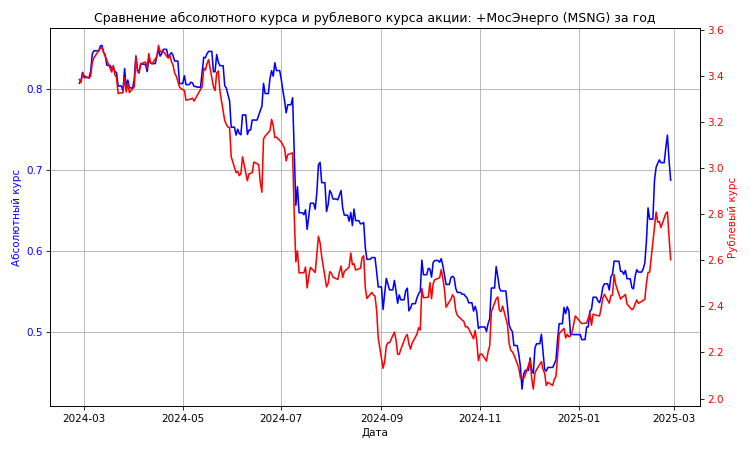 Сравнение абсолютного курса и рублевого курса акции: +МосЭнерго (MSNG) за год
Абсолютный курс
0.8
0.7
0.6
0.5
3.6
3.4
3.2
3.0
2.8
2.6
2.4
2.2
2.0
Рублевый курс
2024-03 2024-05 2024-07 2024-09 2024-11 2025-01 2025-03
Дата